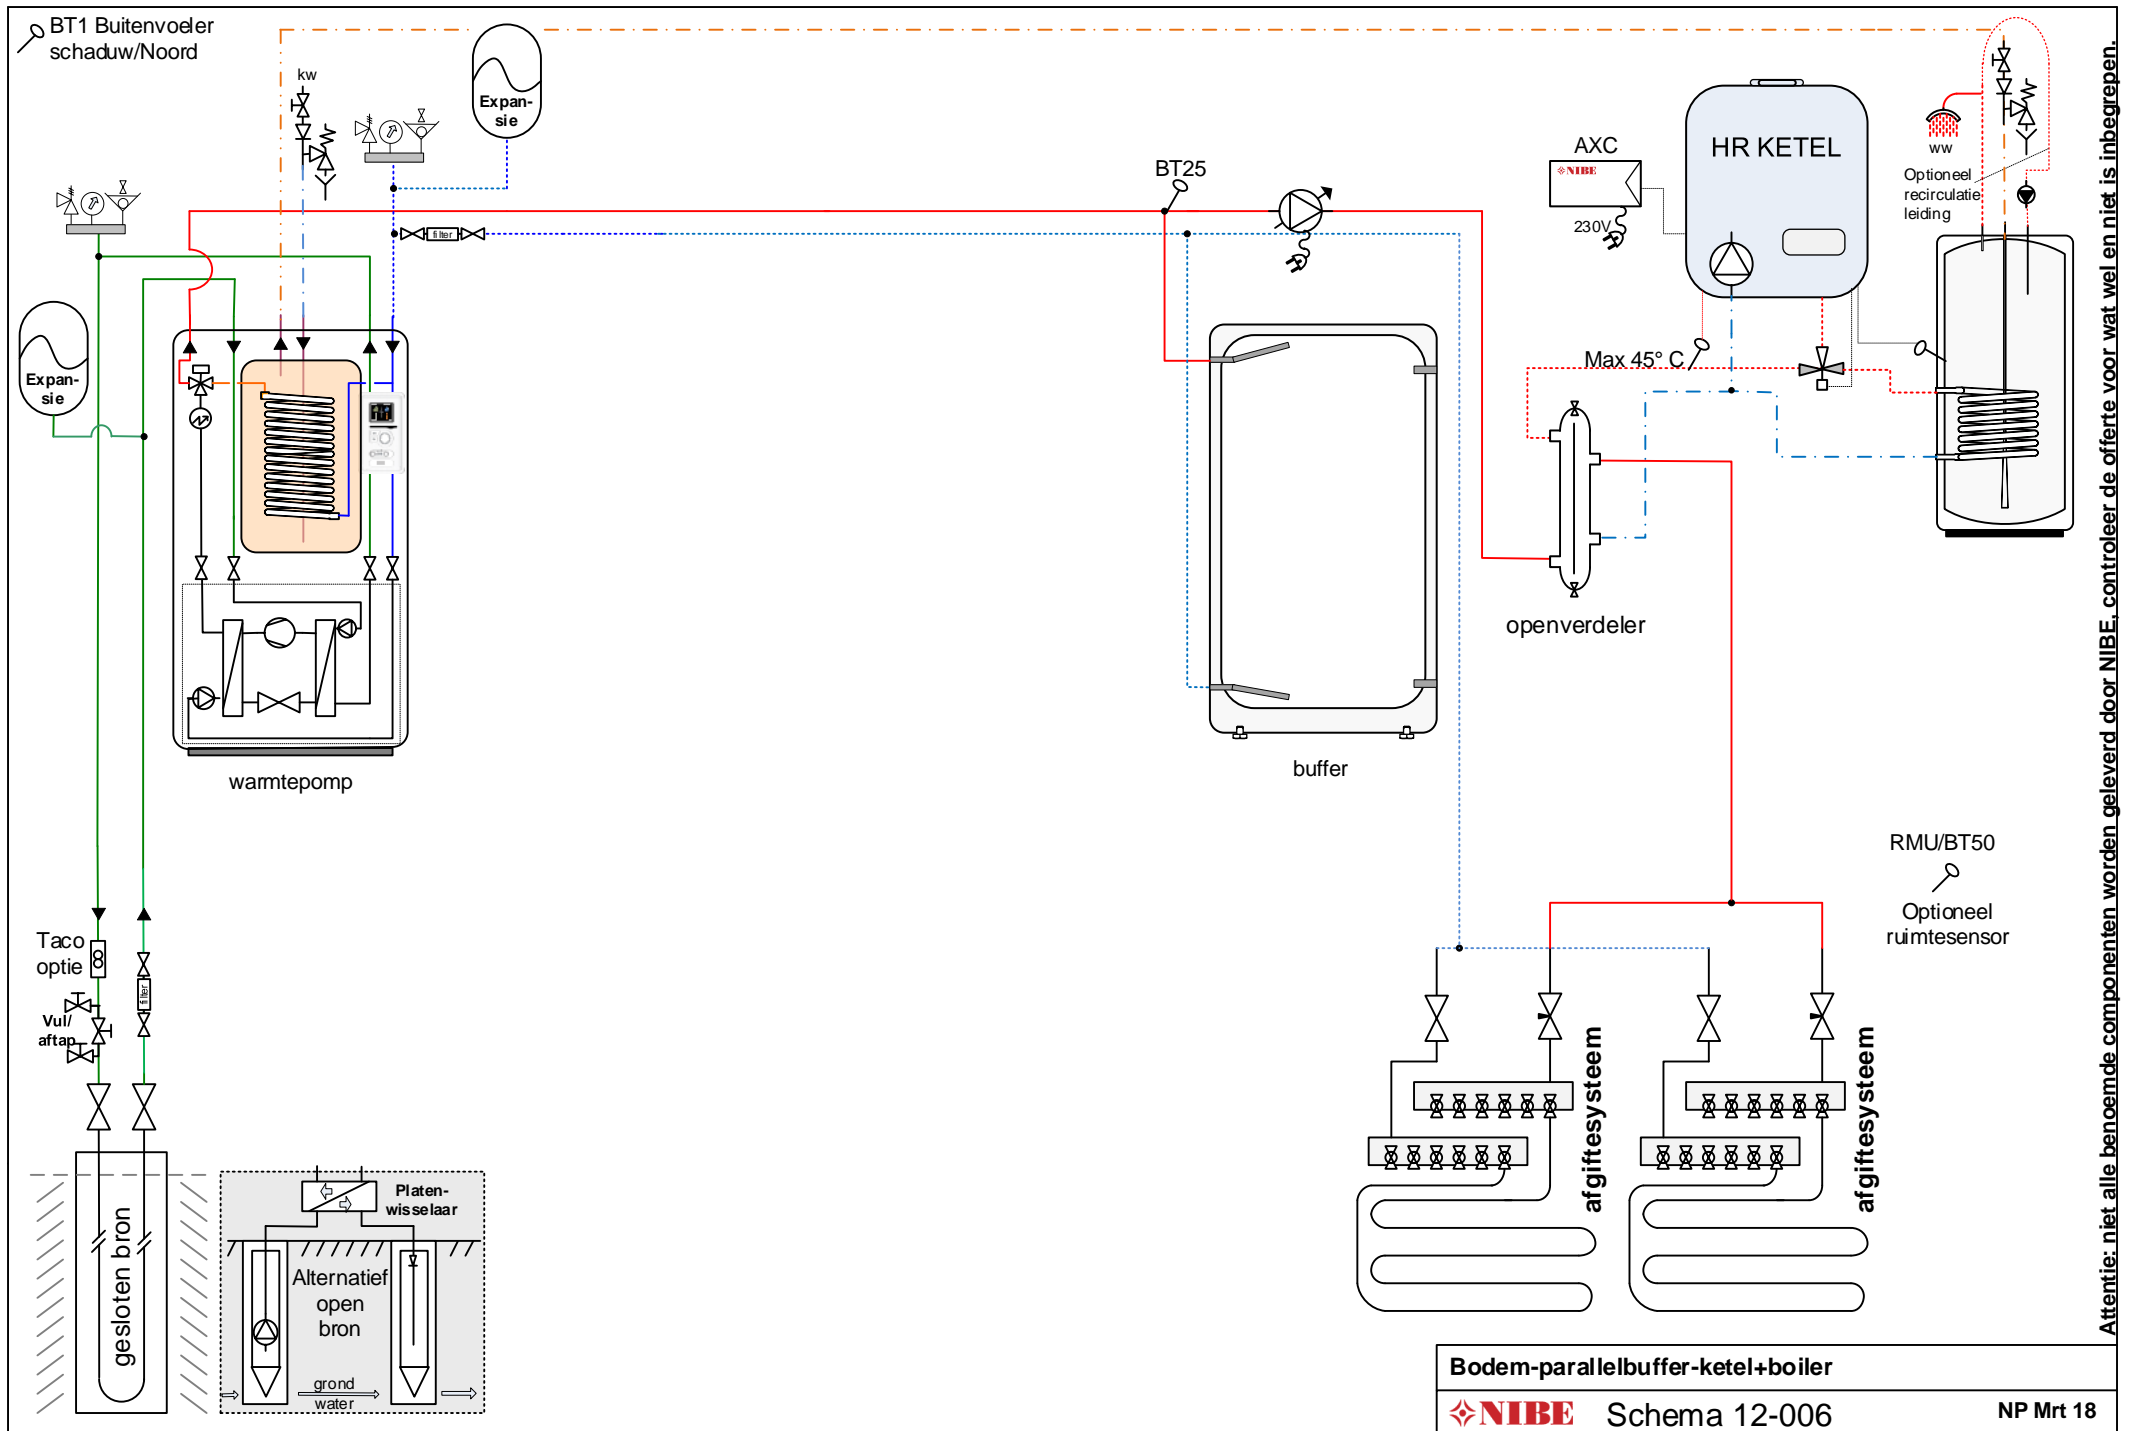 BT1 Buitenvoeler
schaduw/Noord
kw
Expan-
sie
BT25
AXC
NIBE
230V
HR KETEL
ww
Optioneel
recirculatie
leiding
filter
Expan-
sie
Max 45° C
openverdeler
warmtepomp
buffer
RMU/BT50
Optioneel
ruimtesensor
Taco
optie
filter
Vul/
aftap
afgiftesysteem
afgiftesysteem
gesloten bron
Platen-
wisselaar
Alternatief
open
bron
grond
water
Attentie: niet alle benoemde componenten worden geleverd door NIBE, controleer de offerte voor wat wel en niet is inbegrepen.
Bodem-parallelbuffer-ketel+boiler
NIBE Schema 12-006 NP Mrt 18